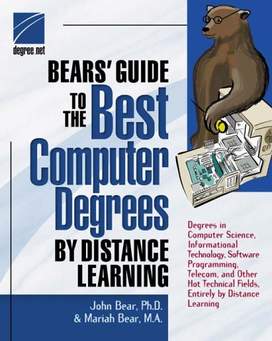 degree.net
BEARS' GUIDE
TO THE Best
Computer
Degrees
BY DISTANCE
LEARNING
John Bear, Ph.D.
& Mariah Bear, M.A.
Degrees in
Computer Science,
Informational
Technology, Software
Programming,
Telecom, and Other
Hot Technical Fields,
Entirely by Distance
Learning